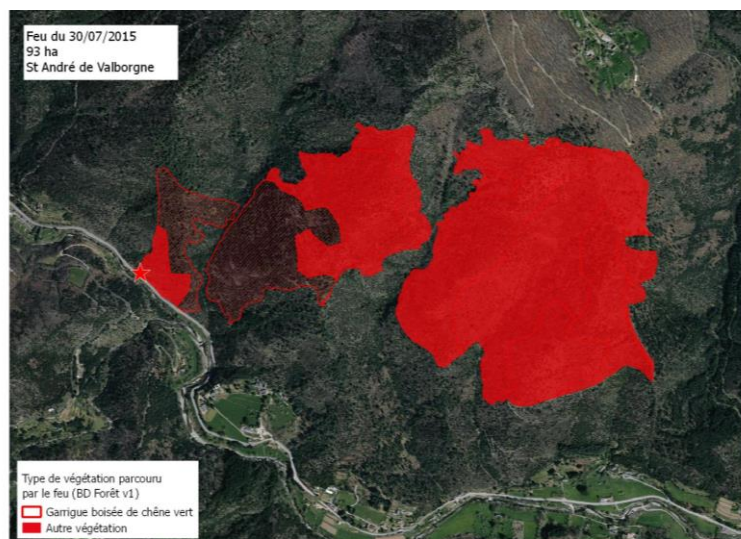 Feu du 30/07/2015
93 ha
St André de Valborgne
Type de végétation parcouru
par le feu (BD Forêt v1)
Garrigue boisée de chêne vert
Autre végétation